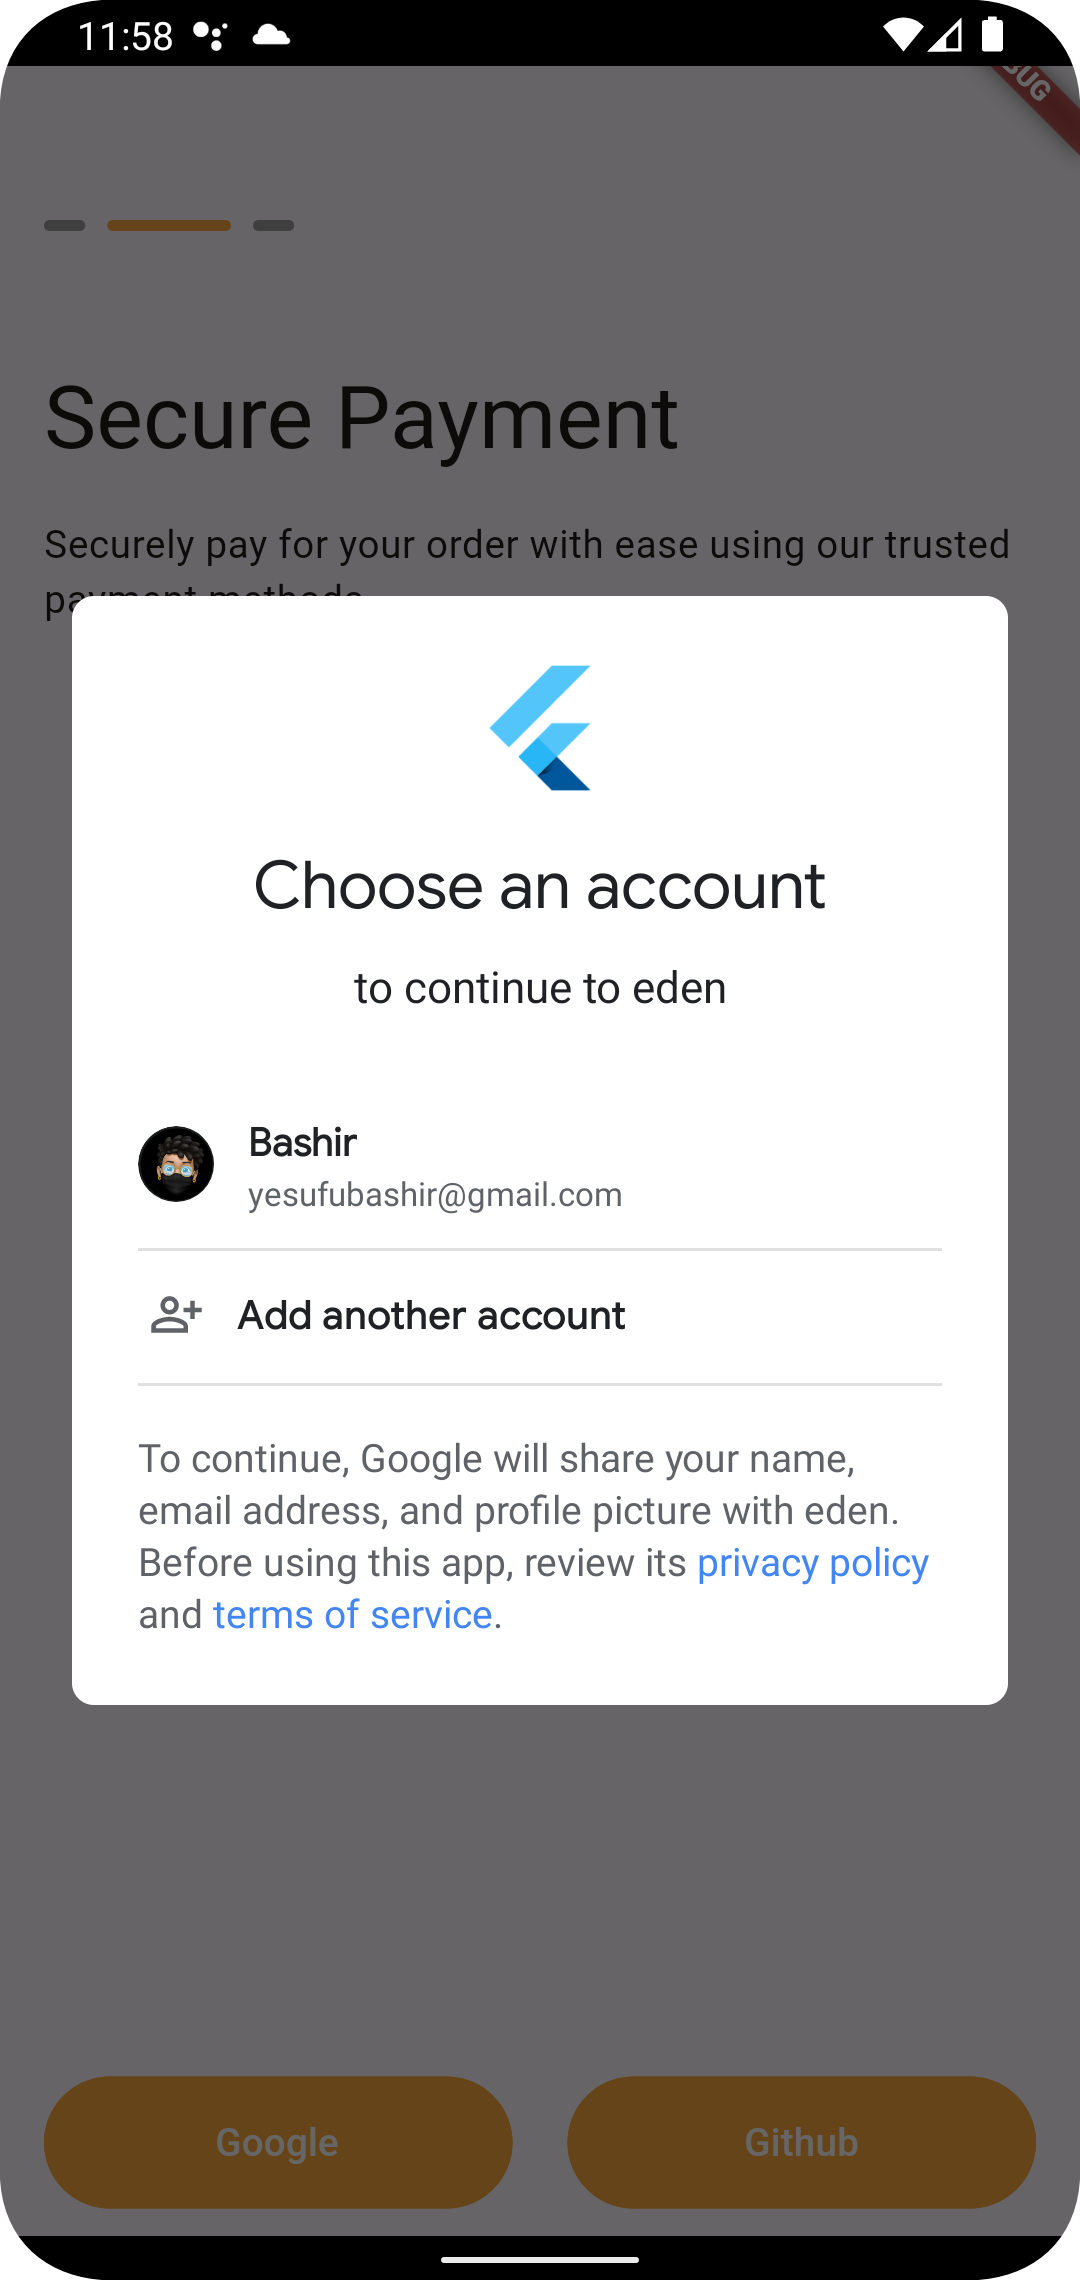 11:58
BUG
Secure Payment
Securely pay for your order with ease using our trusted
payment methods
Choose an account
to continue to eden
Bashir
yesufubashir@gmail.com
Add another account
To continue, Google will share your name,
email address, and profile picture with eden.
Before using this app, review its privacy policy
and terms of service.
Google
Github